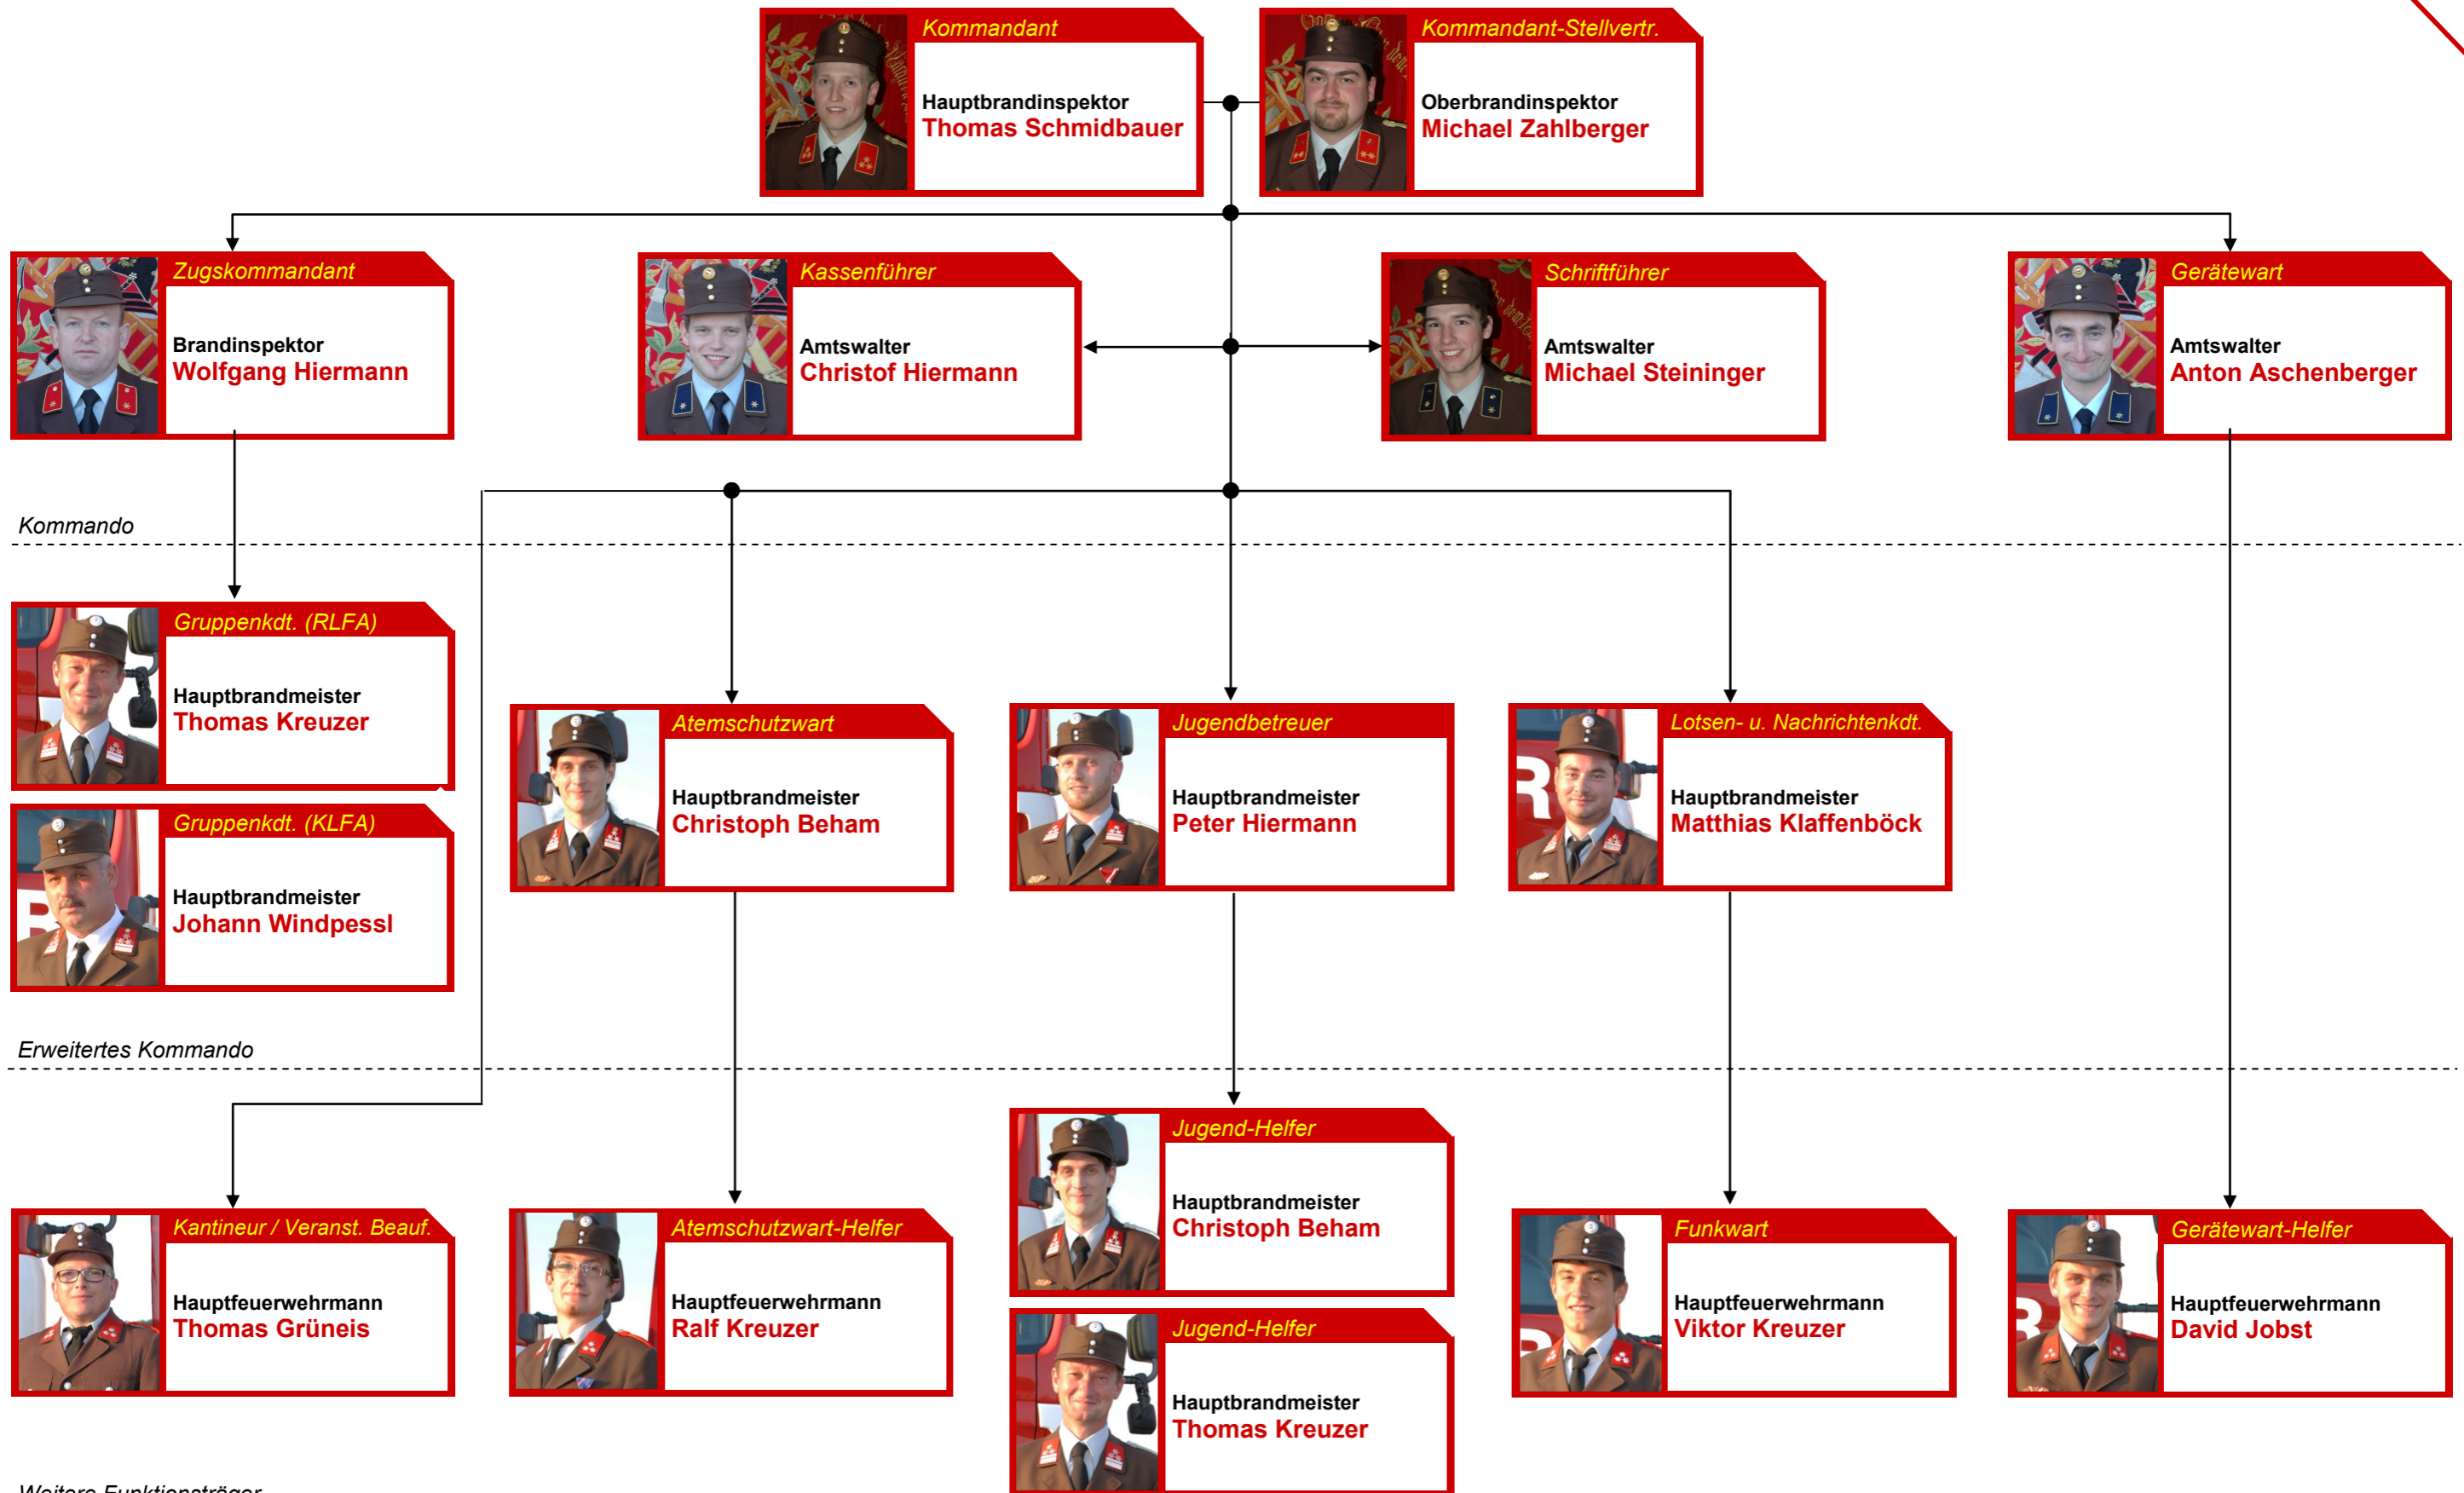 Kommandant
Hauptbrandinspektor
Thomas Schmidbauer
Kommandant-Stellvertr.
Oberbrandinspektor
Michael Zahlberger
Zugskommandant
Brandinspektor
Wolfgang Hiermann
Kassenführer
Amtswalter
Christof Hiermann
Schriftführer
Amtswalter
Michael Steininger
Gerätewart
Amtswalter
Anton Aschenberger
Kommando
Gruppenkdt. (RLFA)
Hauptbrandmeister
Thomas Kreuzer
Gruppenkdt. (KLFA)
Hauptbrandmeister
Johann Windpessl
Atemschutzwart
Hauptbrandmeister
Christoph Beham
Jugendbetreuer
Hauptbrandmeister
Peter Hiermann
Lotsen- u. Nachrichtenkdt.
Hauptbrandmeister
Matthias Klaffenböck
Erweitertes Kommando
Kantineur / Veranst. Beauf.
Hauptfeuerwehrmann
Thomas Grüneis
Atemschutzwart-Helfer
Hauptfeuerwehrmann
Ralf Kreuzer
Jugend-Helfer
Hauptbrandmeister
Christoph Beham
Jugend-Helfer
Hauptbrandmeister
Thomas Kreuzer
Funkwart
Hauptfeuerwehrmann
Viktor Kreuzer
Gerätewart-Helfer
Hauptfeuerwehrmann
David Jobst
Weitere Funktionsträger